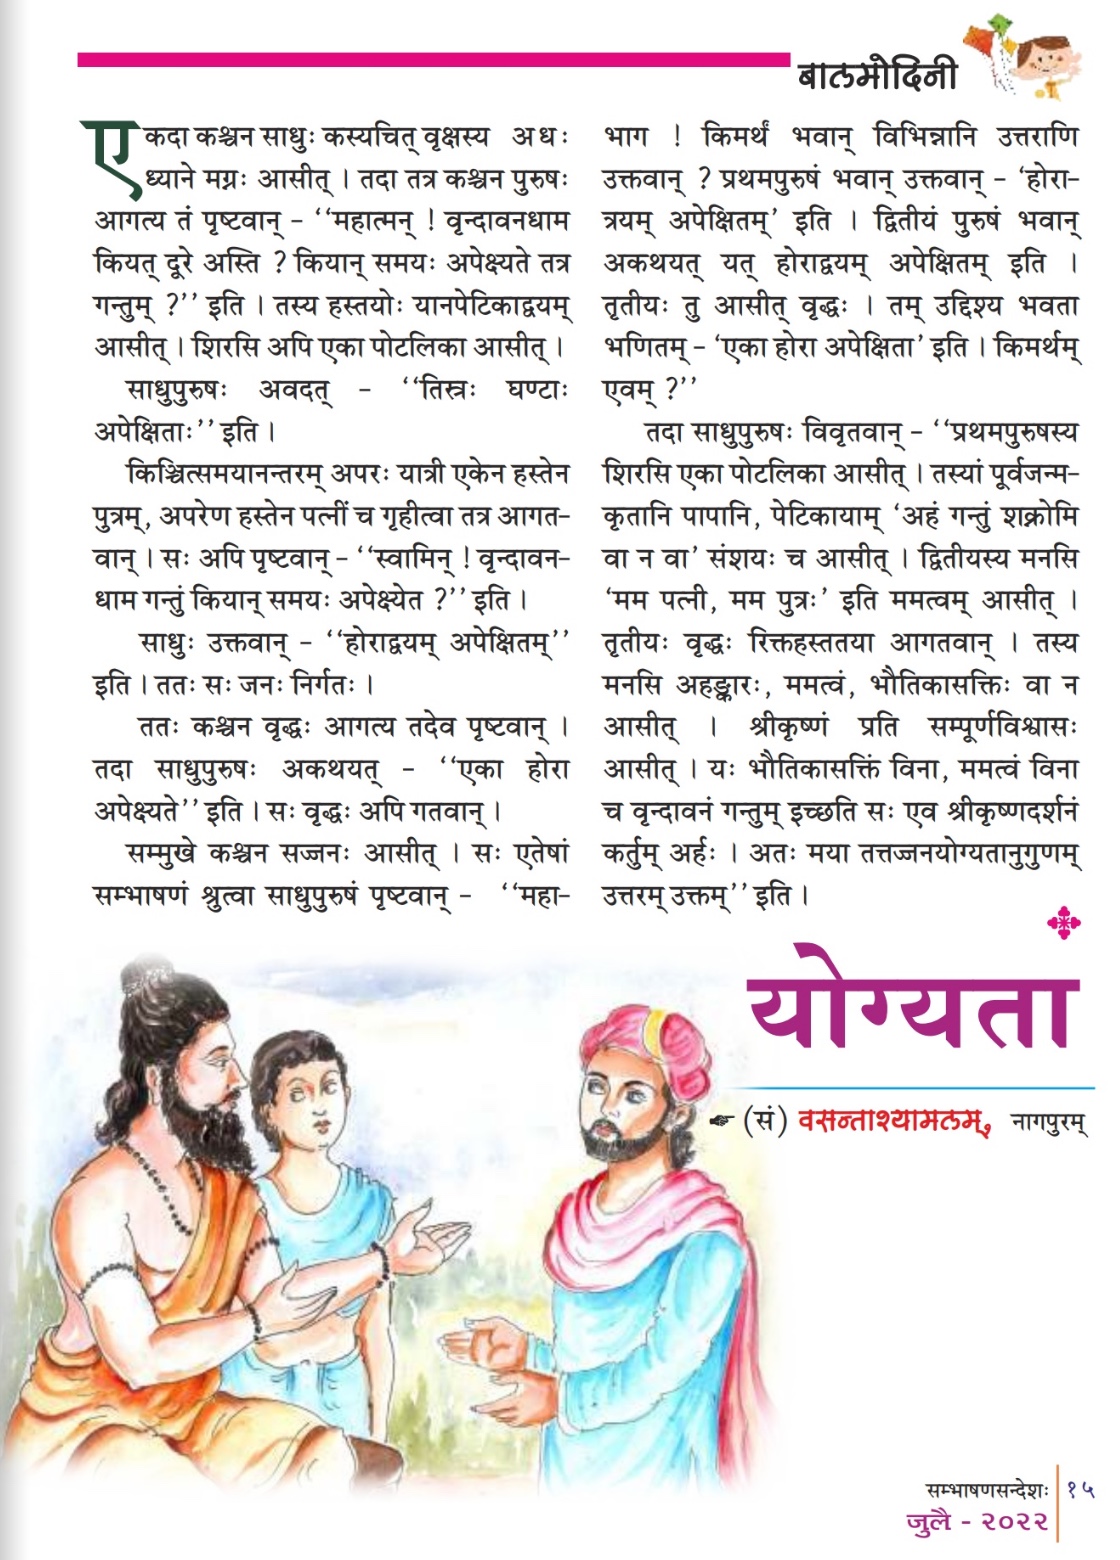 बालमोदिनी
एकदा कश्चन साधुः कस्यचित् वृक्षस्य अधः
ध्याने मग्नः आसीत् । तदा तत्र कश्चन पुरुषः
आगत्य तं पृष्टवान् – ‘‘महात्मन् ! वृन्दावनधाम
कियत् दूरे अस्ति ? कियान् समयः अपेक्ष्यते तत्र
गन्तुम् ?’’ इति । तस्य हस्तयोः यानपेटिकाद्वयम्
आसीत् । शिरसि अपि एका पोटलिका आसीत् ।
साधुपुरुषः अवदत् – ‘‘तिस्रः घण्टाः
अपेक्षिताः’’ इति ।
किञ्चित्समयानन्तरम् अपरः यात्री एकेन हस्तेन
पुत्रम्, अपरेण हस्तेन पत्नीं च गृहीत्वा तत्र आगत–
वान् । सः अपि पृष्टवान् – ‘‘स्वामिन् ! वृन्दावन–
धाम गन्तुं कियान् समयः अपेक्ष्येत ?’’ इति ।
साधुः उक्तवान् – ‘‘होराद्वयम् अपेक्षितम्’’
इति । ततः सः जनः निर्गतः ।
ततः कश्चन वृद्धः आगत्य तदेव पृष्टवान् ।
तदा साधुपुरुषः अकथयत् – ‘‘एका होरा
अपेक्ष्यते’’ इति । सः वृद्धः अपि गतवान् ।
सम्मुखे कश्चन सज्जनः आसीत् । सः एतेषां
सम्भाषणं श्रुत्वा साधुपुरुषं पृष्टवान् – ‘‘महा–
भाग ! किमर्थं भवान् विभिन्नानि उत्तराणि
उक्तवान् ? प्रथमपुरुषं भवान् उक्तवान् – ‘होरा–
त्रयम् अपेक्षितम्’ इति । द्वितीयं पुरुषं भवान्
अकथयत् यत् होराद्वयम् अपेक्षितम् इति ।
तृतीयः तु आसीत् वृद्धः । तम् उद्दिश्य भवता
भणितम् – ‘एका होरा अपेक्षिता’ इति । किमर्थम्
एवम् ?’’
तदा साधुपुरुषः विवृतवान् – ‘‘प्रथमपुरुषस्य
शिरसि एका पोटलिका आसीत् । तस्यां पूर्वजन्म–
कृतानि पापानि, पेटिकायाम् ‘अहं गन्तुं शक्नोमि
वा न वा’ संशयः च आसीत् । द्वितीयस्य मनसि
‘मम पत्नी, मम पुत्रः’ इति ममत्वम् आसीत् ।
तृतीयः वृद्धः रिक्तहस्ततया आगतवान् । तस्य
मनसि अहङ्कारः, ममत्वं, भौतिकासक्तिः वा न
आसीत् । श्रीकृष्णं प्रति सम्पूर्णविश्वासः
आसीत् । यः भौतिकासक्तिं विना, ममत्वं विना
च वृन्दावनं गन्तुम् इच्छति सः एव श्रीकृष्णदर्शनं
कर्तुम् अर्हः । अतः मया तत्तज्जनयोग्यतानुगुणम्
उत्तरम् उक्तम्’’ इति ।
योग्यता
(सं) वसन्ताश्यामलम्, नागपुरम्
सम्भाषणसन्देशः १५
जुलै - २०२२